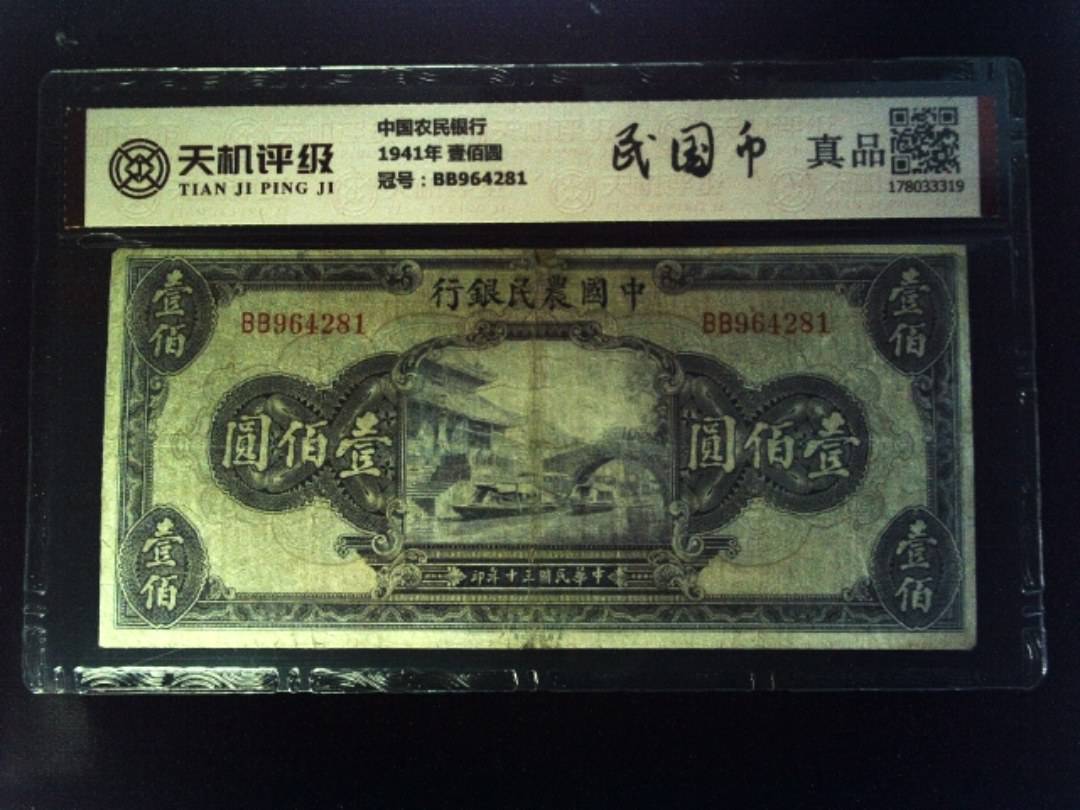 天机评级
TIAN JI PING JI
中国农民银行
1941年 壹佰圆
冠号：BB964281
民国币
真品
178033319
行銀民農國中
壹佰
壹佰
BB964281
BB964281
圓佰壹
圓佰壹
壹佰
壹佰
印年十三國民華中